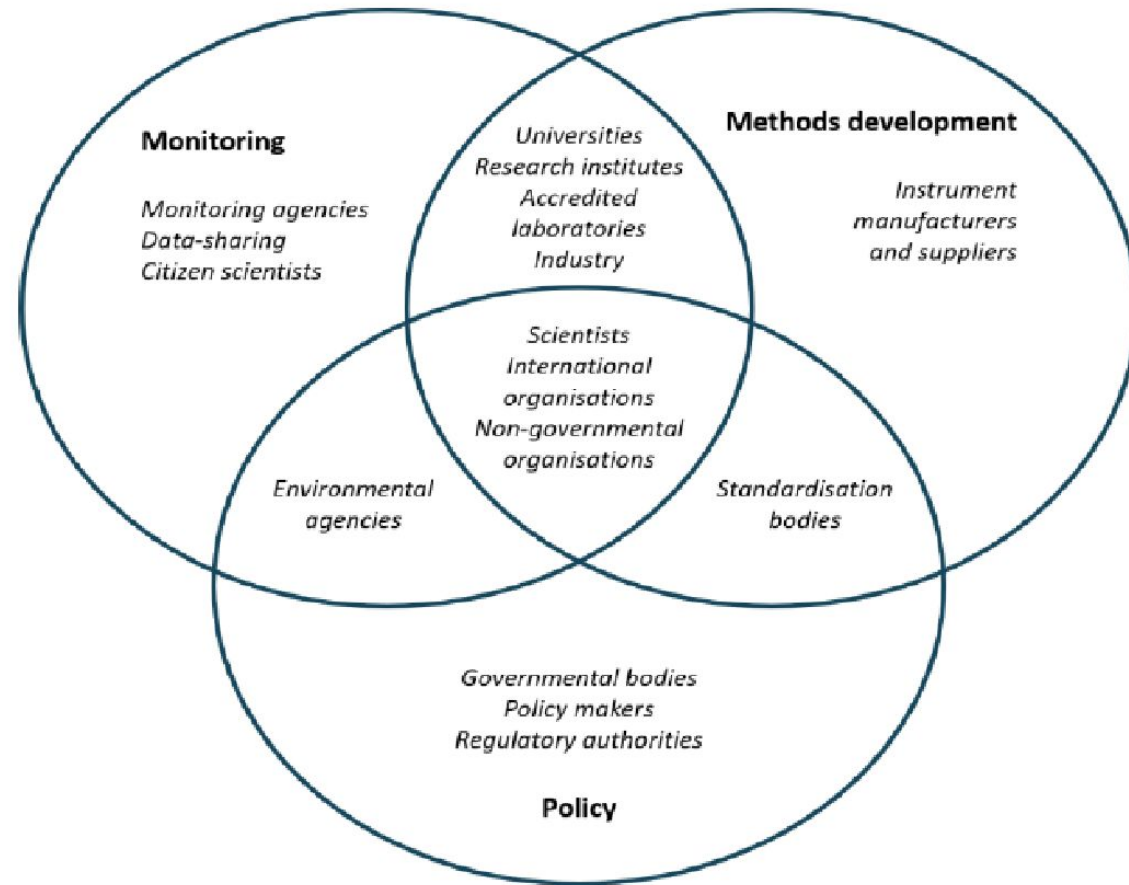 Monitoring
Monitoring agencies
Data-sharing
Citizen scientists
Universities
Research institutes
Accredited
laboratories
Industry
Methods development
Instrument
manufacturers
and suppliers
Scientists
International
organisations
Non-governmental
organisations
Environmental
agencies
Standardisation
bodies
Governmental bodies
Policy makers
Regulatory authorities
Policy